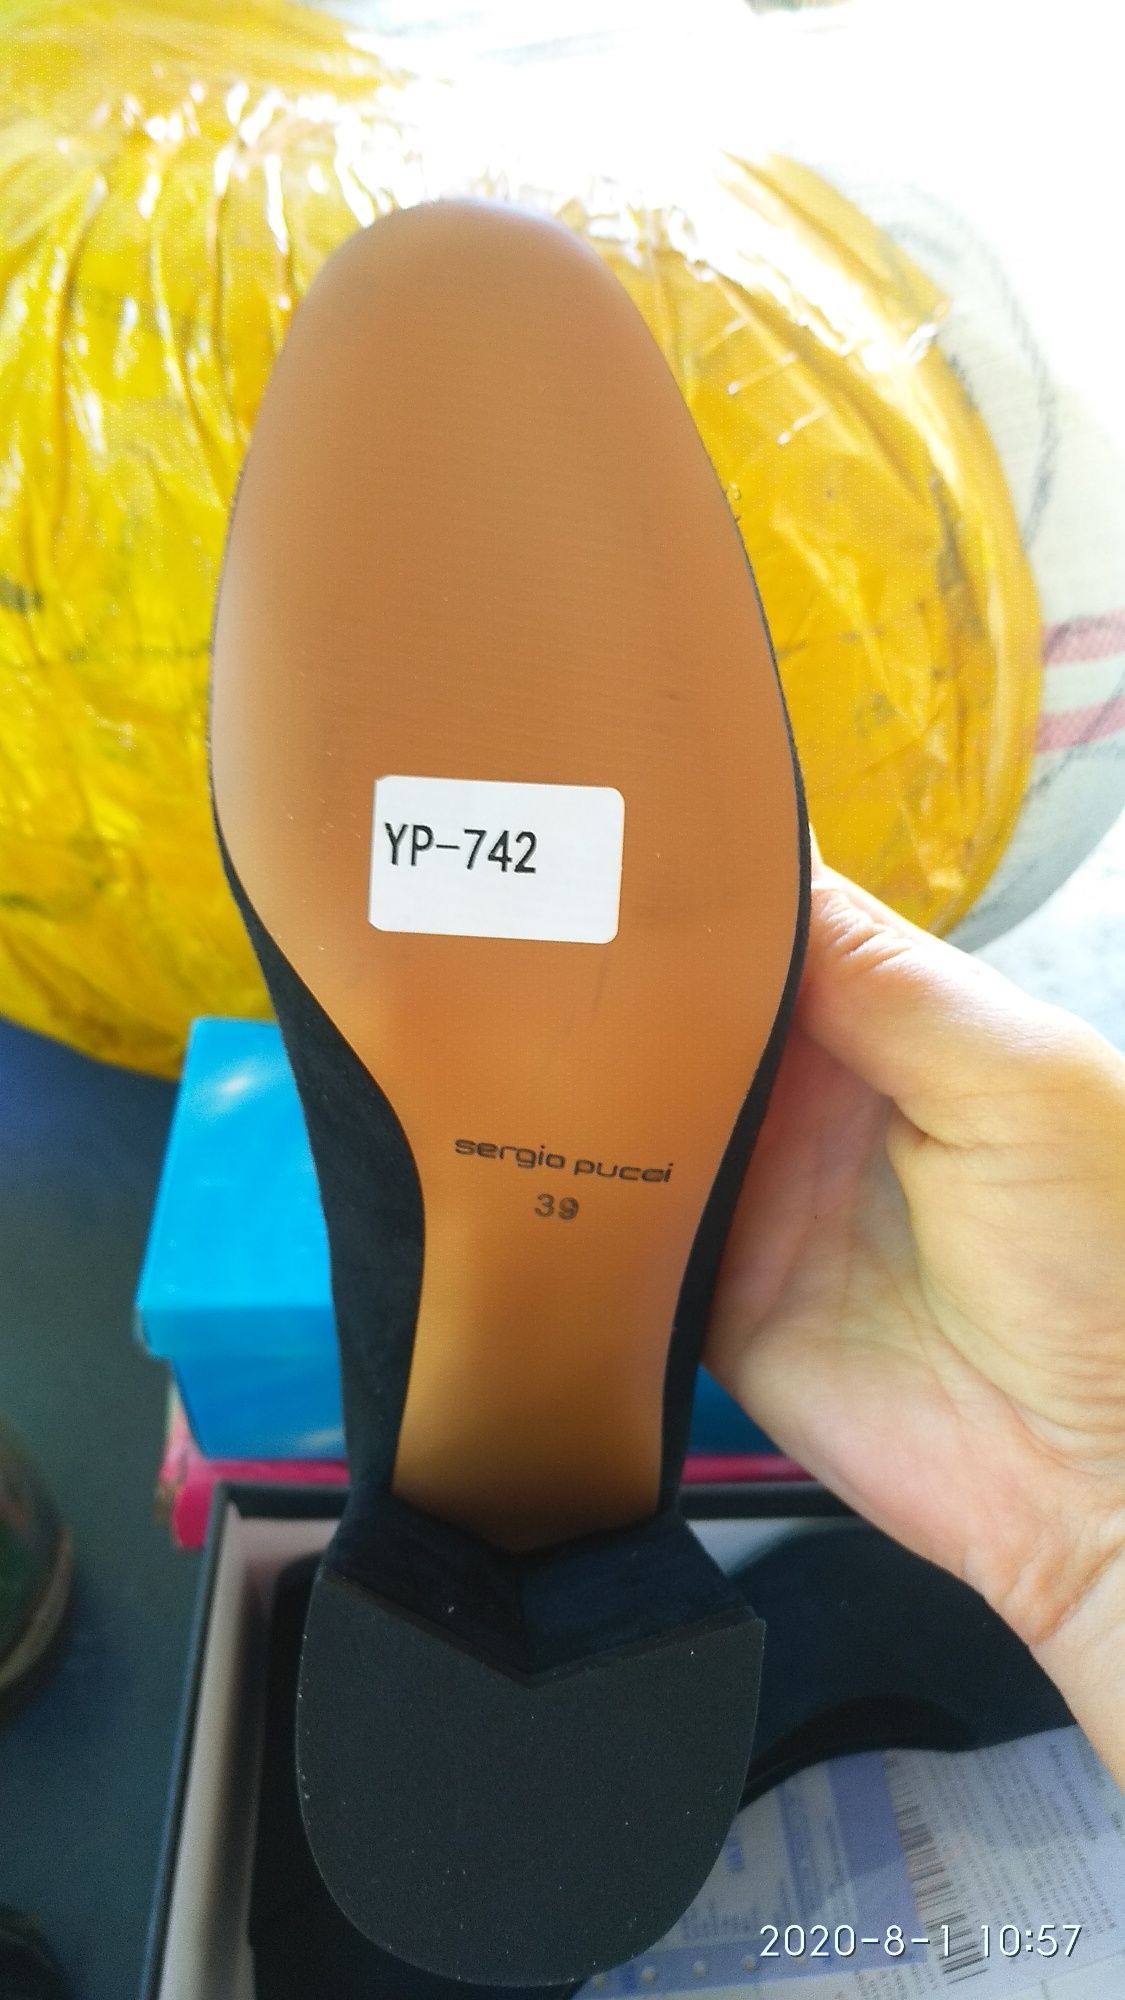 YP-742
sergio pucci
39
2020-8-1 10:57